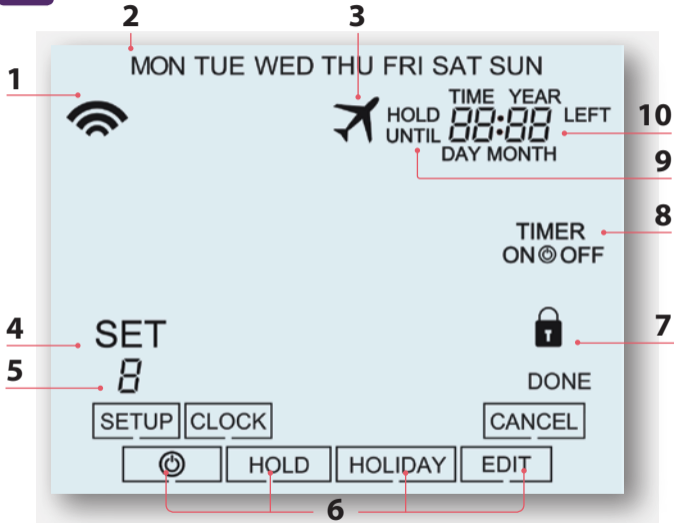 2 3
MON TUE WED THU FRI SAT SUN
1
TIME YEAR
HOLD 88:88 LEFT 10
UNTIL
DAY MONTH
9
8
TIMER
ON OFF
4 SET
7
5 8
DONE
SETUP CLOCK CANCEL
HOLD HOLIDAY EDIT
6